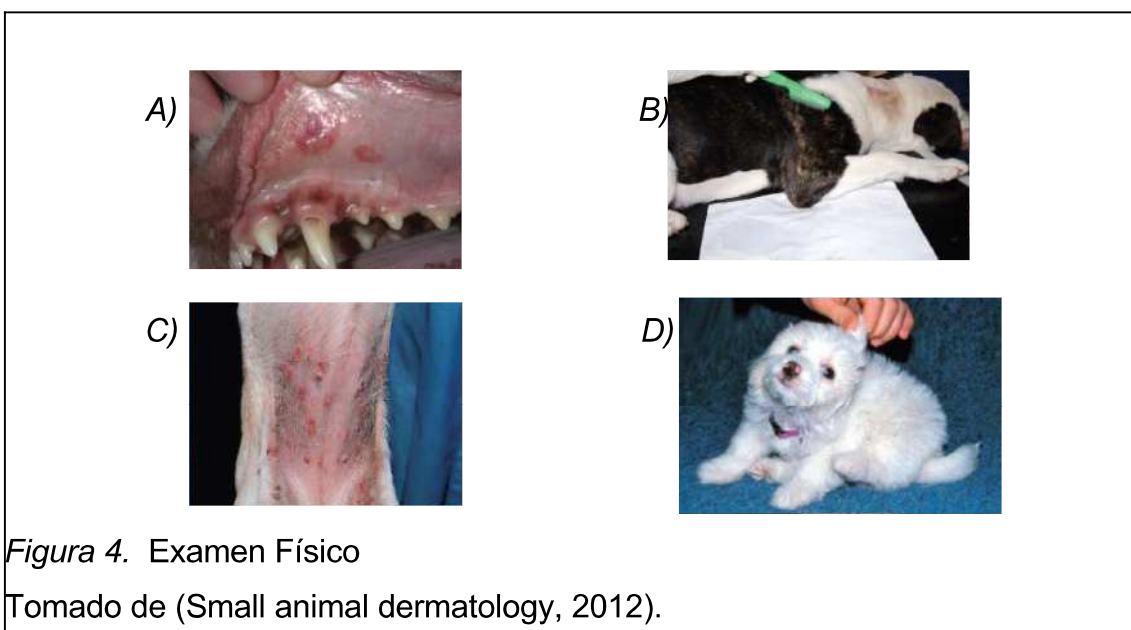 A)
B)
C)
D)
Figura 4. Examen Físico
Tomado de (Small animal dermatology, 2012).